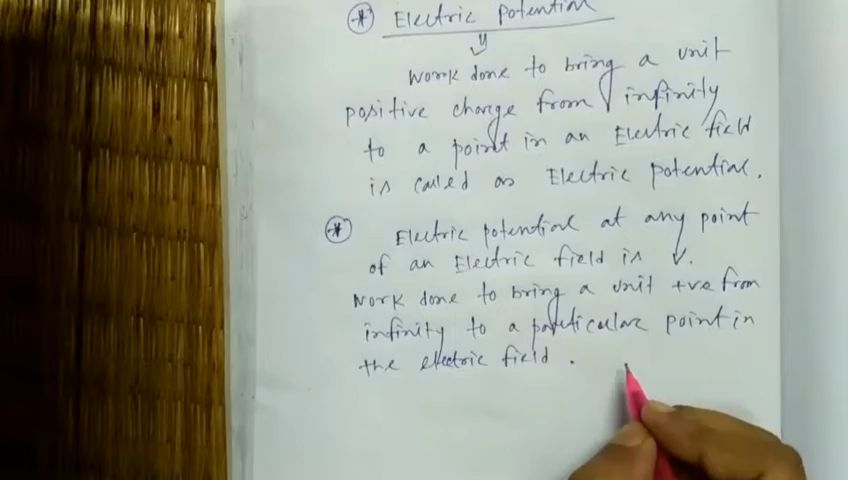 * Electric Potential
Work done to bring a unit
positive charge from infinity
to a point in an Electric field
is called as Electric potential.
* Electric potential at any point
of an Electric field is V.
Work done to bring a unit +ve from
infinity to a particular point in
the electric field.